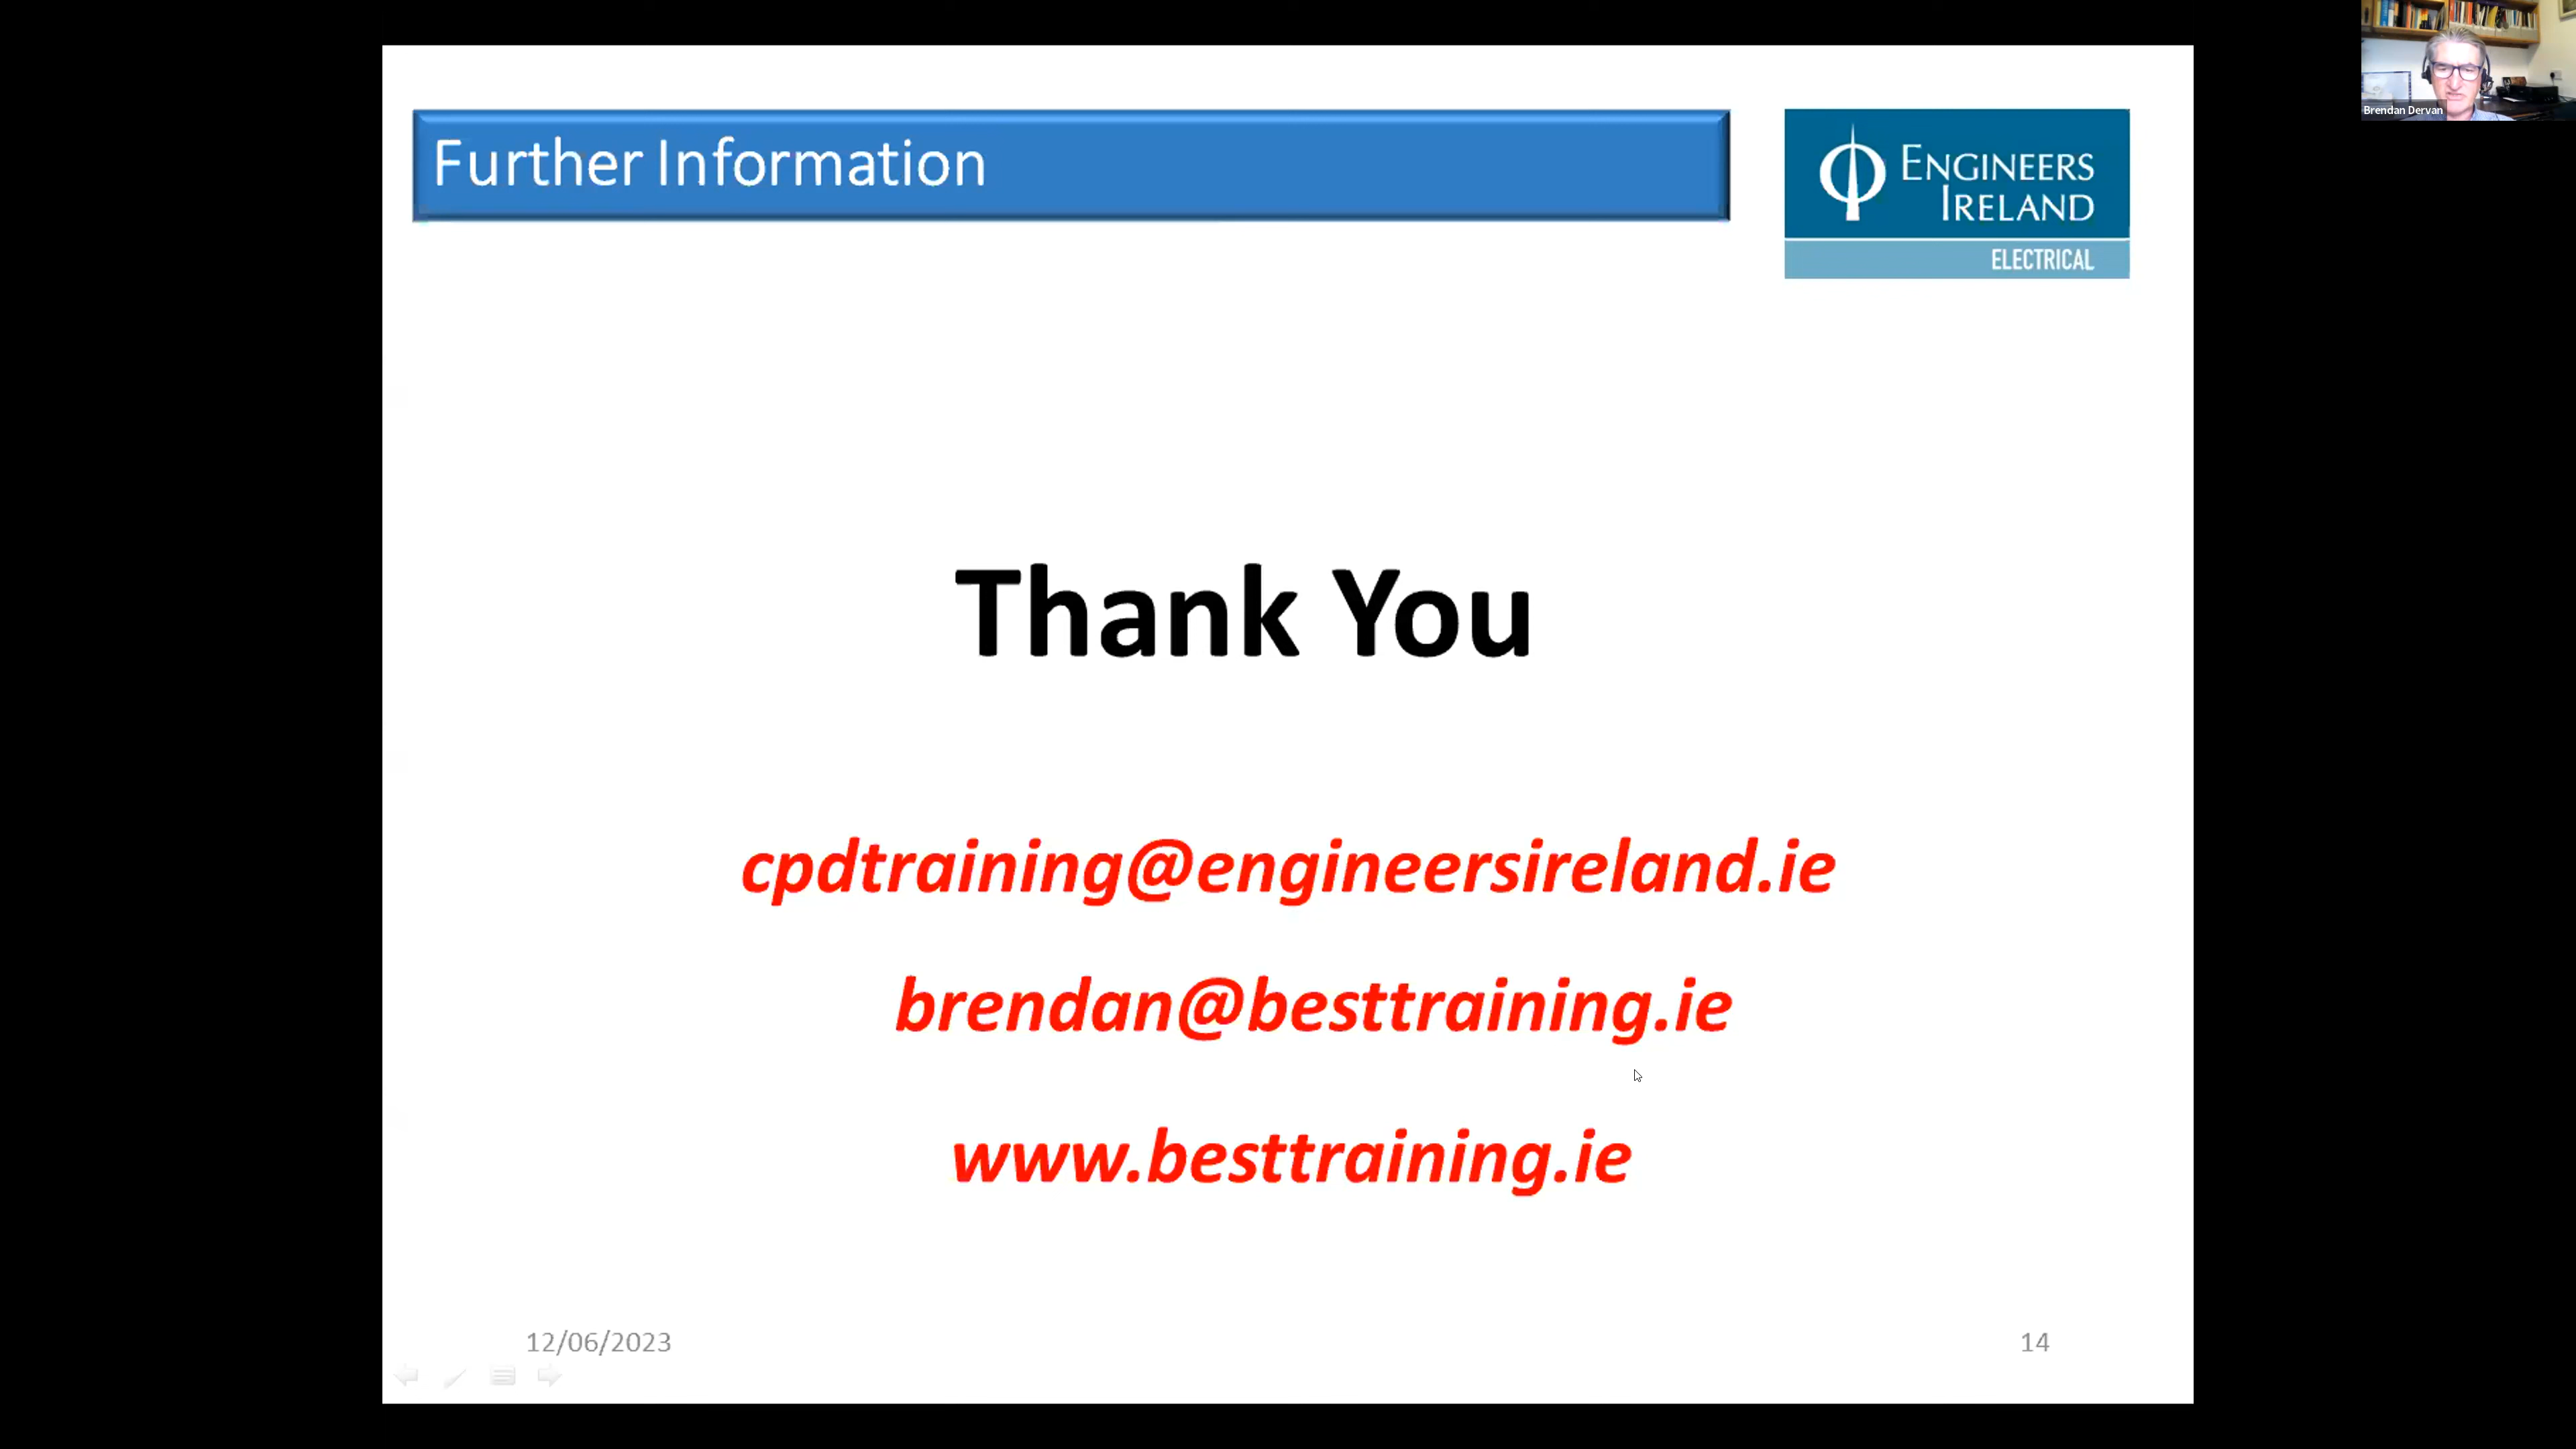 Further Information
ENGINEERS
IRELAND
ELECTRICAL
Brendan Dervan
Thank You
cpdtraining@engineersireland.ie
brendan@besttraining.ie
www.besttraining.ie
12/06/2023
14